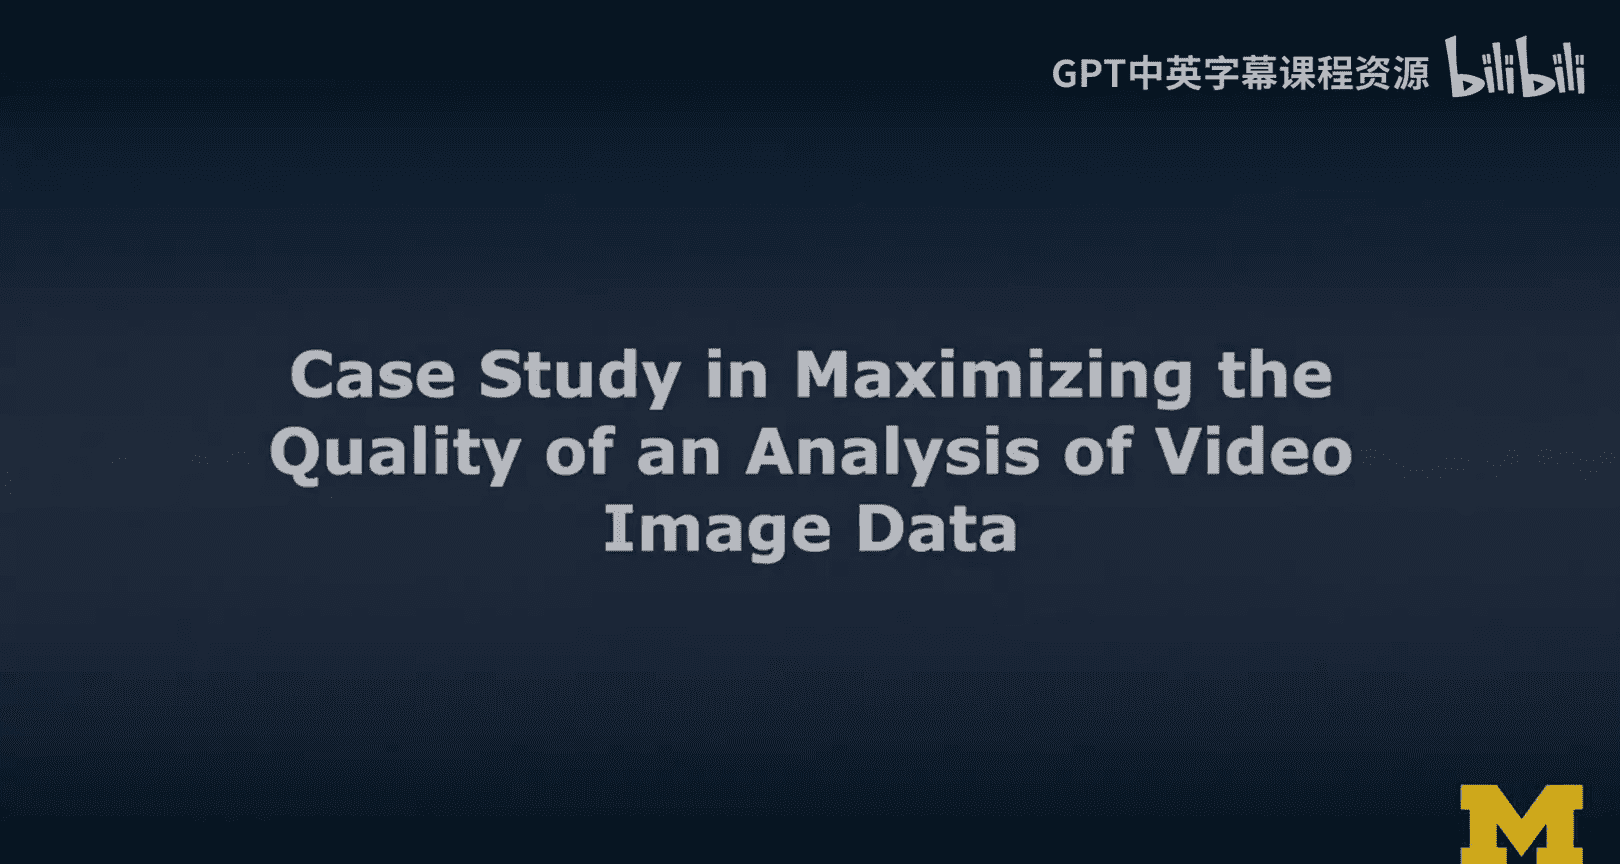 GPT中英字幕课程资源 bilibili
Case Study in Maximizing the
Quality of an Analysis of Video
Image Data
M